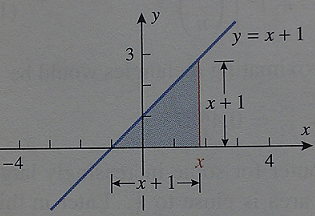 y
y = x + 1
3
x + 1
x
-4
x
4
x + 1